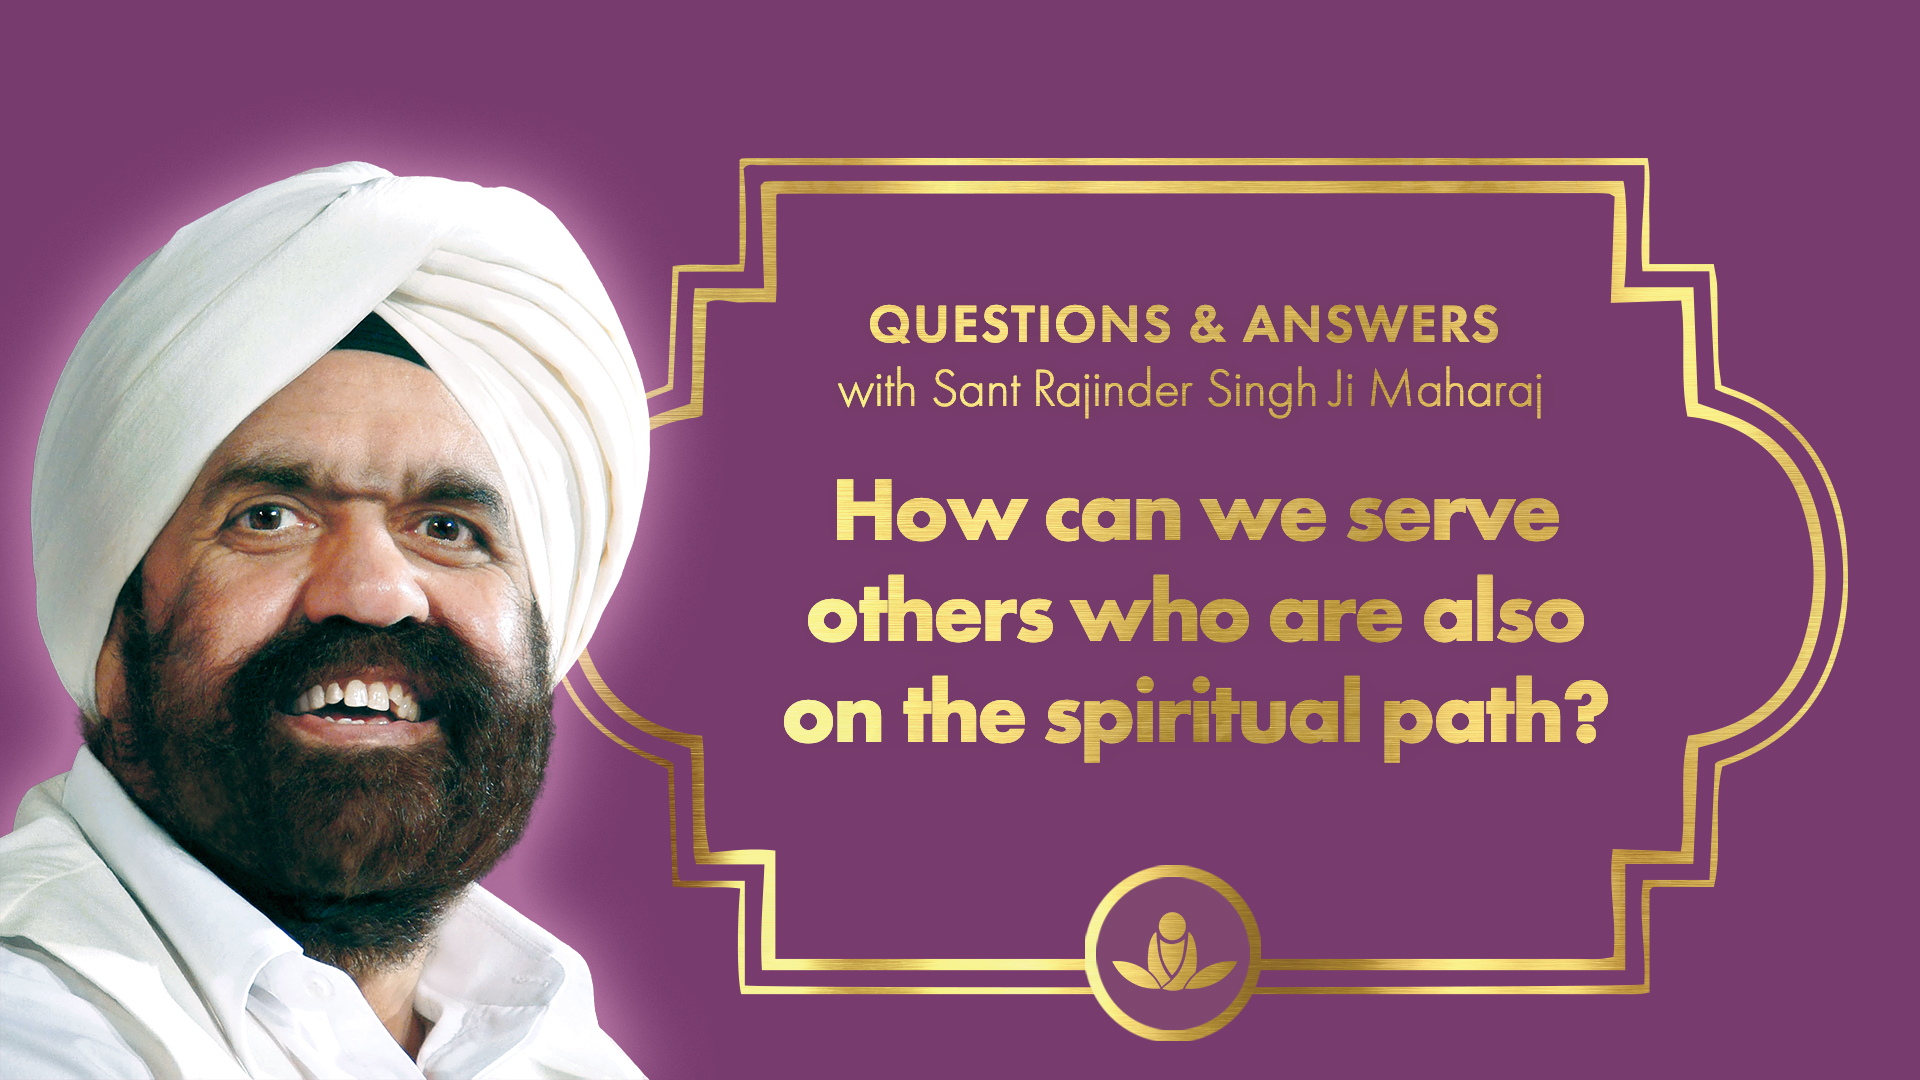 QUESTIONS & ANSWERS
with Sant Rajinder Singh Ji Maharaj
How can we serve
others who are also
on the spiritual path?